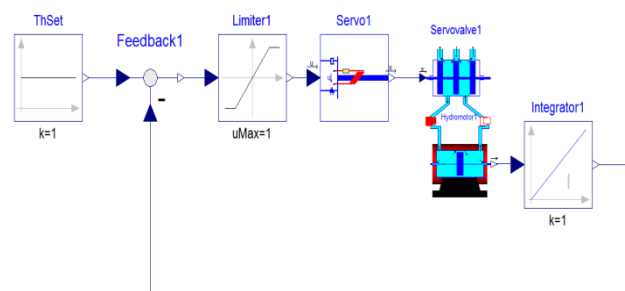 ThSet
Feedback1
Limiter1
Servo1
Servovalve1
Hydromotor1
Integrator1
-
k=1
uMax=1
k=1